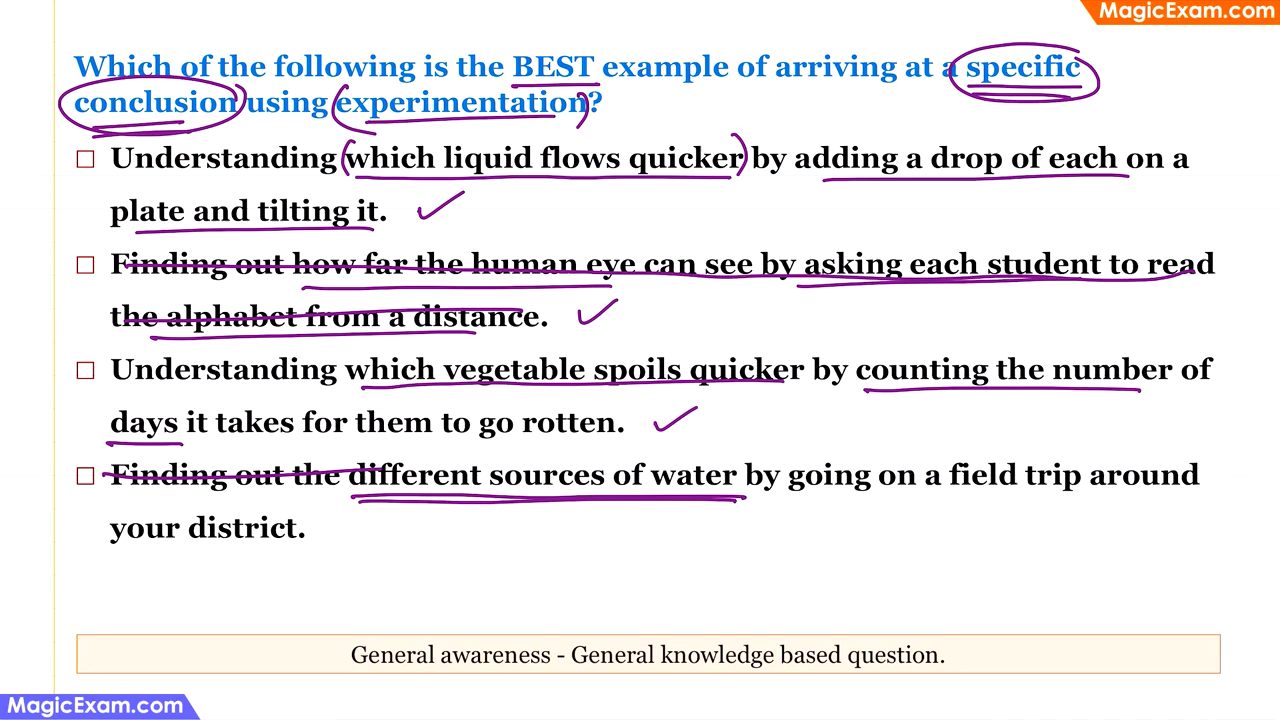 MagicExam.com
Which of the following is the BEST example of arriving at a specific
conclusion using experimentation?
Understanding which liquid flows quicker by adding a drop of each on a
plate and tilting it.
Finding out how far the human eye can see by asking each student to read
the alphabet from a distance.
Understanding which vegetable spoils quicker by counting the number of
days it takes for them to go rotten.
Finding out the different sources of water by going on a field trip around
your district.
General awareness - General knowledge based question.
MagicExam.com